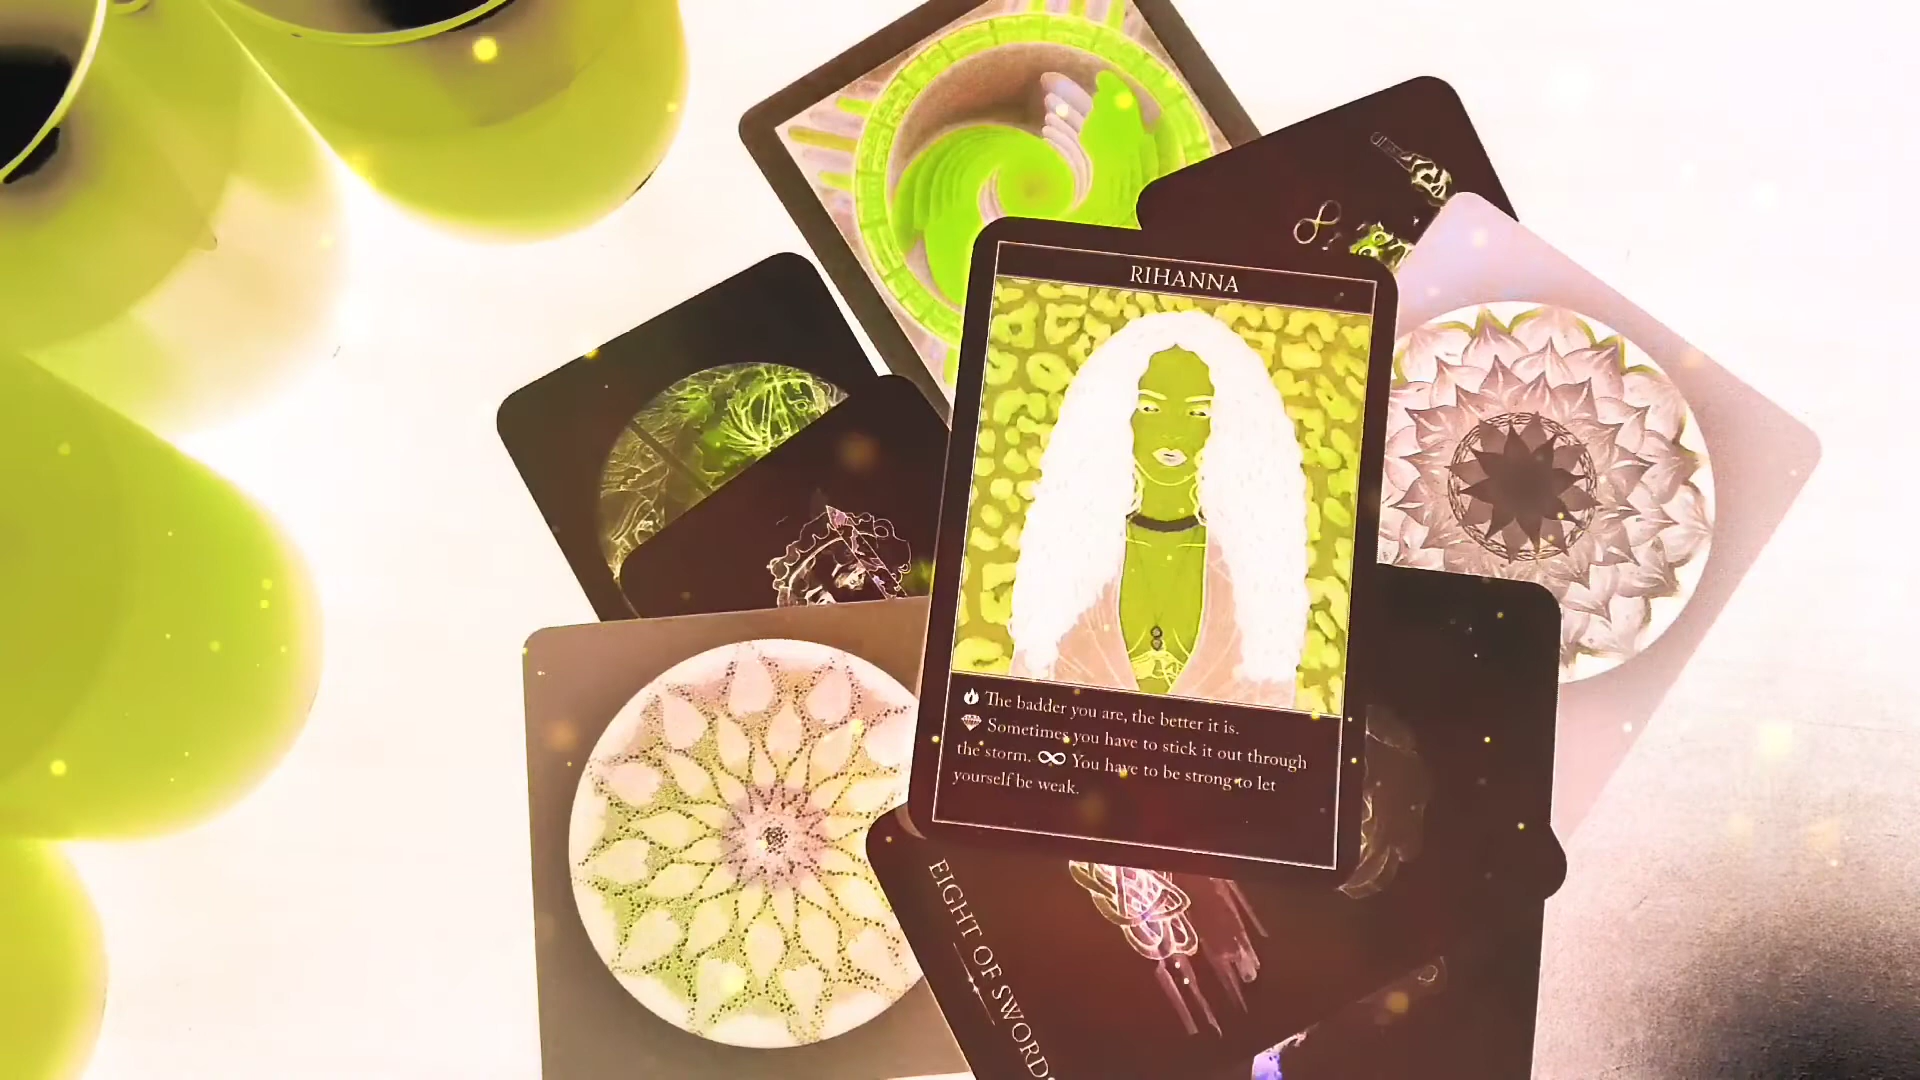 RIHANNA
The badder you are, the better it is.
Sometimes you have to stick it out through
the storm. ∞ You have to be strong to let
yourself be weak.
EIGHT OF SWORDS